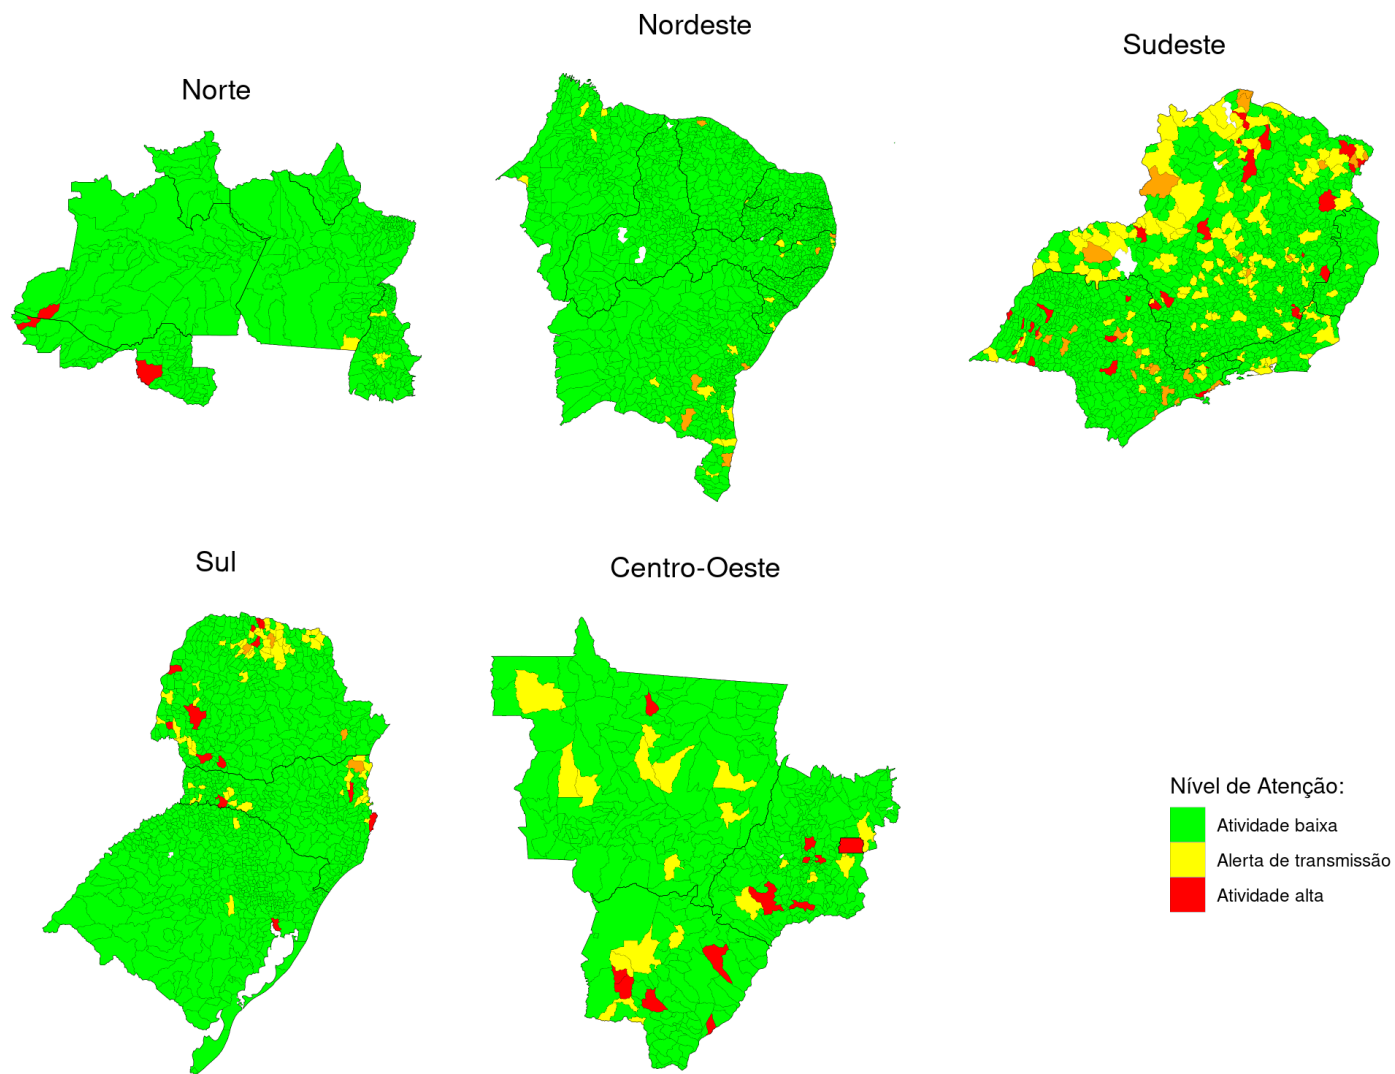 Norte
Nordeste
Sudeste
Sul
Centro-Oeste
Nível de Atenção:
Atividade baixa
Alerta de transmissão
Atividade alta